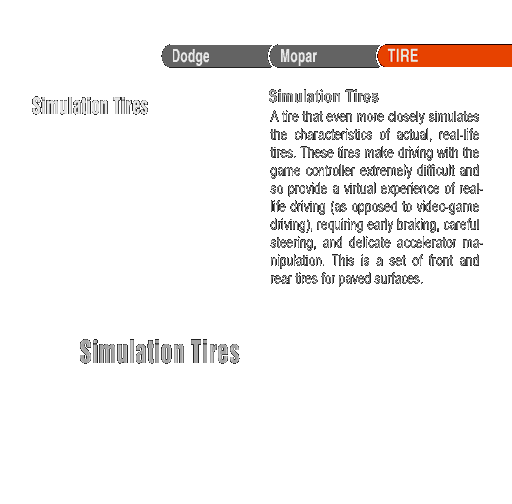 Dodge
Mopar
TIRE
Simulation Tires
Simulation Tires
A tire that even more closely simulates
the characteristics of actual, real-life
tires. These tires make driving with the
game controller extremely difficult and
so provide a virtual experience of real-
life driving (as opposed to video-game
driving), requiring early braking, careful
steering, and delicate accelerator ma-
nipulation. This is a set of front and
rear tires for paved surfaces.
Simulation Tires